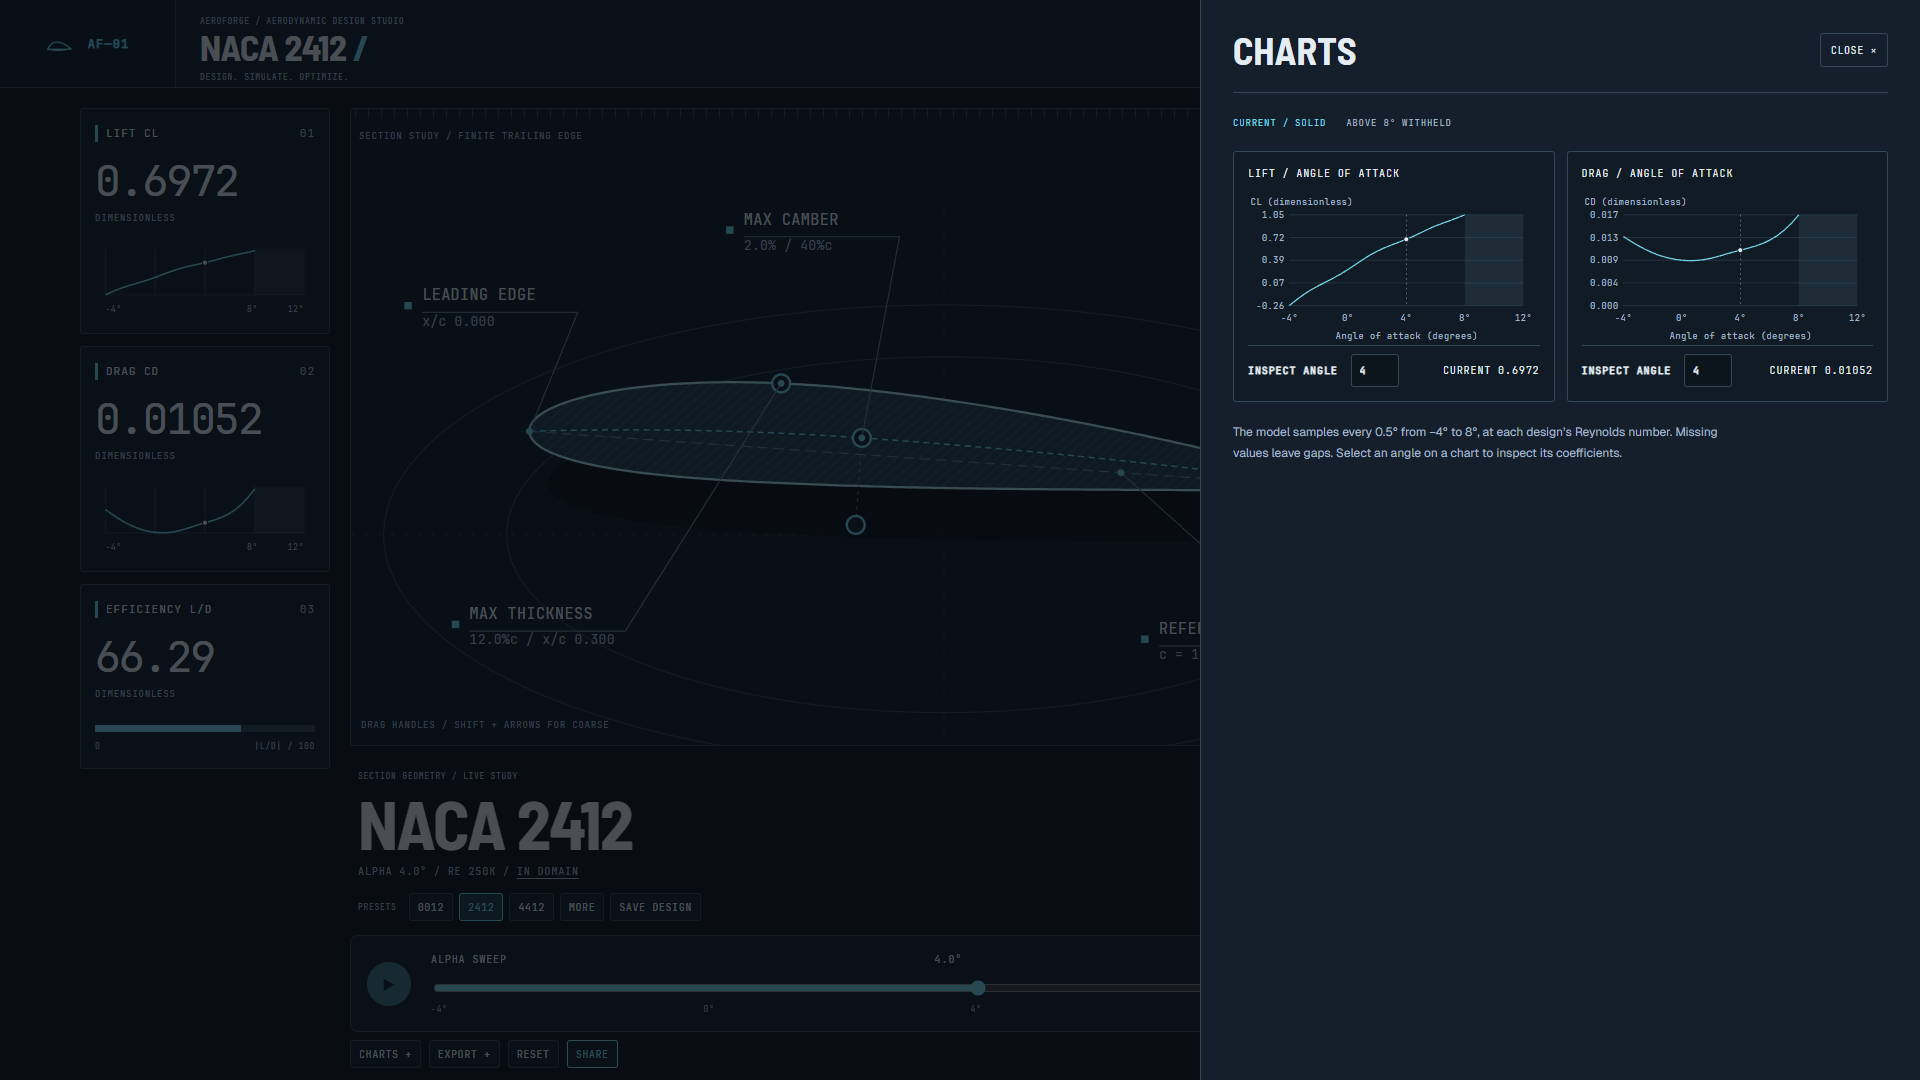 AF—01
AEROFORGE / AERODYNAMIC DESIGN STUDIO
NACA 2412 /
DESIGN. SIMULATE. OPTIMIZE.
LIFT CL 01
0.6972
DIMENSIONLESS
-4° 8° 12°
DRAG CD 02
0.01052
DIMENSIONLESS
-4° 8° 12°
EFFICIENCY L/D 03
66.29
DIMENSIONLESS
0 |L/D| / 100
SECTION STUDY / FINITE TRAILING EDGE
MAX CAMBER
2.0% / 40%c
LEADING EDGE
x/c 0.000
MAX THICKNESS
12.0%c / x/c 0.300
REFER
c = 1
DRAG HANDLES / SHIFT + ARROWS FOR COARSE
SECTION GEOMETRY / LIVE STUDY
NACA 2412
ALPHA 4.0° / RE 250K / IN DOMAIN
PRESETS 0012 2412 4412 MORE SAVE DESIGN
ALPHA SWEEP 4.0°
-4° 0° 4°
CHARTS + EXPORT + RESET SHARE
CHARTS
CLOSE ×
CURRENT / SOLID ABOVE 8° WITHHELD
LIFT / ANGLE OF ATTACK
CL (dimensionless)
1.05
0.72
0.39
0.07
-0.26
-4° 0° 4° 8° 12°
Angle of attack (degrees)
INSPECT ANGLE 4 CURRENT 0.6972
DRAG / ANGLE OF ATTACK
CD (dimensionless)
0.017
0.013
0.009
0.004
0.000
-4° 0° 4° 8° 12°
Angle of attack (degrees)
INSPECT ANGLE 4 CURRENT 0.01052
The model samples every 0.5° from −4° to 8°, at each design's Reynolds number. Missing
values leave gaps. Select an angle on a chart to inspect its coefficients.